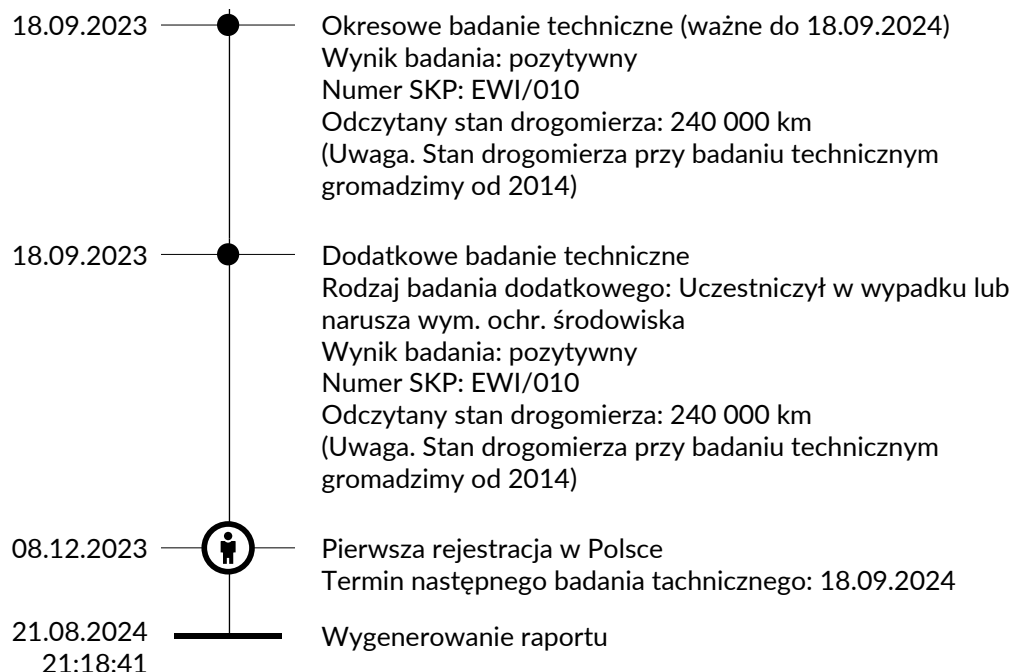 18.09.2023
Okresowe badanie techniczne (ważne do 18.09.2024)
Wynik badania: pozytywny
Numer SKP: EWI/010
Odczytany stan drogomierza: 240 000 km
(Uwaga. Stan drogomierza przy badaniu technicznym
gromadzimy od 2014)
18.09.2023
Dodatkowe badanie techniczne
Rodzaj badania dodatkowego: Uczestniczył w wypadku lub
narusza wym. ochr. środowiska
Wynik badania: pozytywny
Numer SKP: EWI/010
Odczytany stan drogomierza: 240 000 km
(Uwaga. Stan drogomierza przy badaniu technicznym
gromadzimy od 2014)
08.12.2023
Pierwsza rejestracja w Polsce
Termin następnego badania tachnicznego: 18.09.2024
21.08.2024
21:18:41
Wygenerowanie raportu